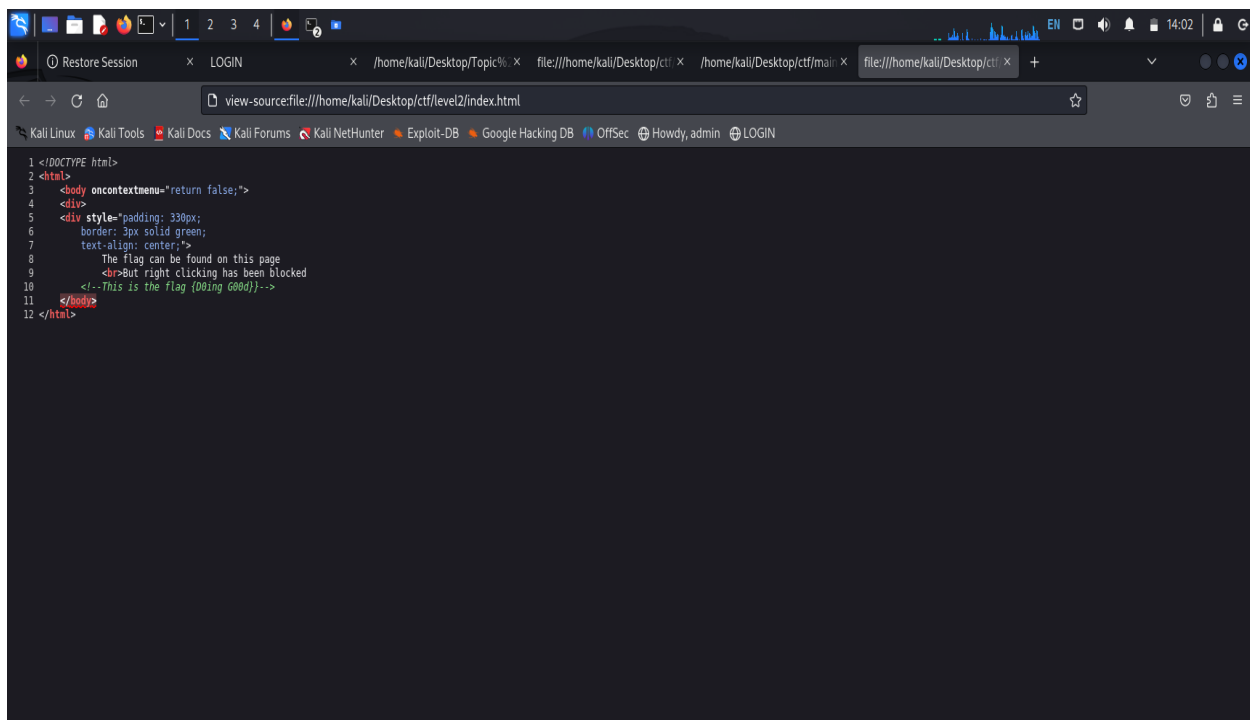 1 2 3 4 2 EN 14:02
Restore Session × LOGIN × /home/kali/Desktop/Topic% × file:///home/kali/Desktop/ctf/ × /home/kali/Desktop/ctf/main × file:///home/kali/Desktop/ctf/ × +
view-source:file:///home/kali/Desktop/ctf/level2/index.html
Kali Linux Kali Tools Kali Docs Kali Forums Kali NetHunter Exploit-DB Google Hacking DB OffSec Howdy, admin LOGIN
1 <!DOCTYPE html>
2 <html>
3 <body oncontextmenu="return false;">
4 <div>
5 <div style="padding: 330px;
6 border: 3px solid green;
7 text-align: center;">
8 The flag can be found on this page
9 <br>But right clicking has been blocked
10 <!--This is the flag {D0ing G00d}}-->
11 </body>
12 </html>